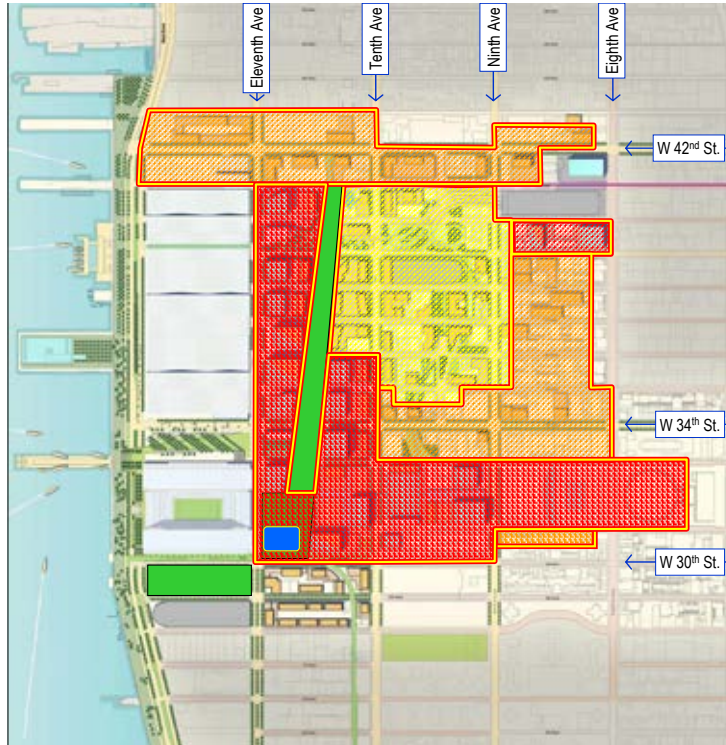 Eleventh Ave
Tenth Ave
Ninth Ave
Eighth Ave
W 42nd St.
W 34th St.
W 30th St.